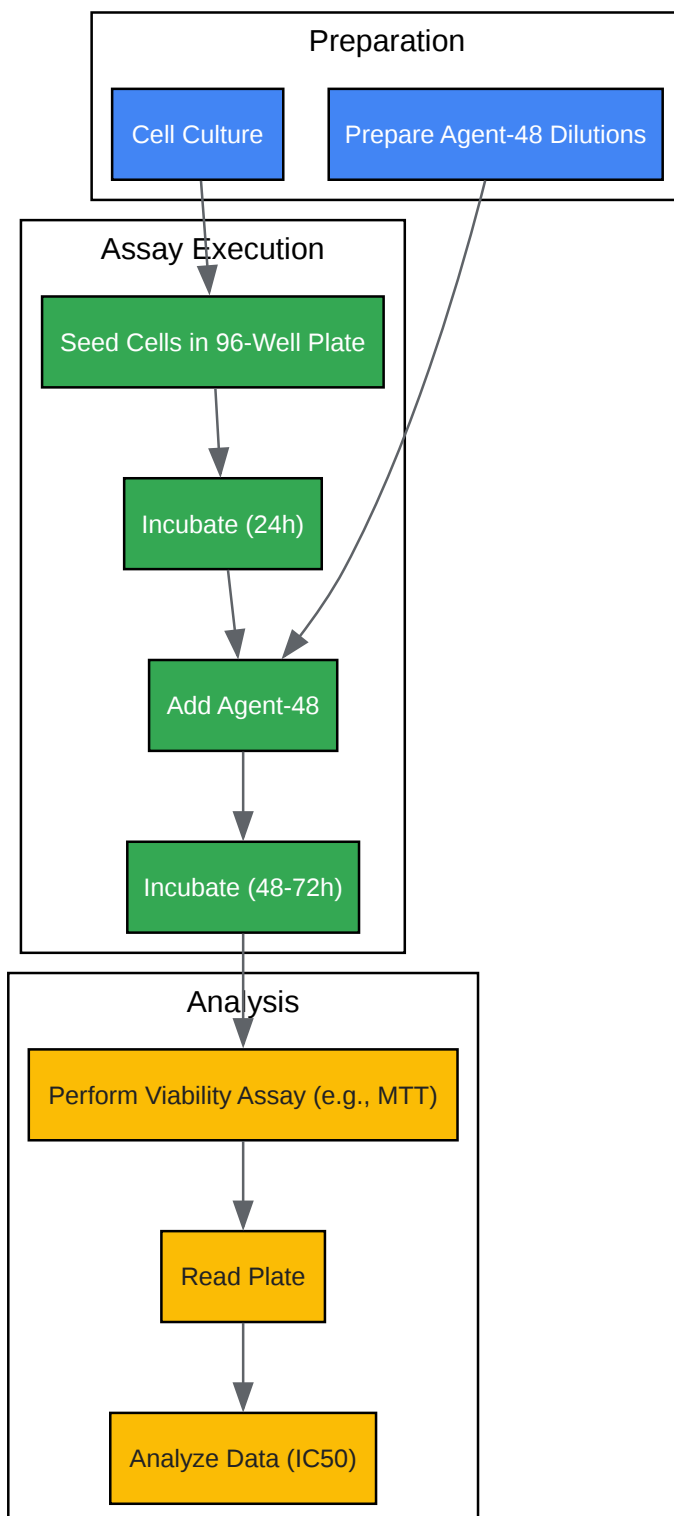 Preparation
Cell Culture
Prepare Agent-48 Dilutions
Assay Execution
Seed Cells in 96-Well Plate
Incubate (24h)
Add Agent-48
Incubate (48-72h)
Analysis
Perform Viability Assay (e.g., MTT)
Read Plate
Analyze Data (IC50)